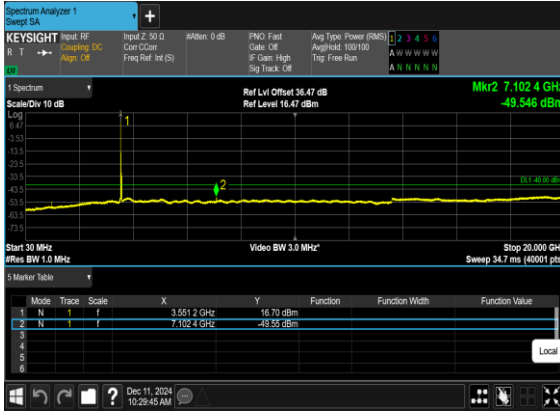 Spectrum Analyzer 1
Swept SA
+
KEYSIGHT Input: RF Input Z: 50 Ω #Atten: 0 dB PNO: Fast Avg Type: Power (RMS) 1 2 3 4 5 6
R T Coupling: DC Corr CCorr Gate: Off Avg|Hold: 100/100 A W W W W W
Align: Off Freq Ref: Int (S) IF Gain: High Trig: Free Run
Sig Track: Off A N N N N N
1 Spectrum Ref Lvl Offset 36.47 dB Mkr2 7.102 4 GHz
Scale/Div 10 dB Ref Level 16.47 dBm -49.546 dBm
Log
6.47
-3.53
-13.5
-23.5
-33.5
-43.5
-53.5
-63.5
-73.5
1
2
DL1 -40.00 dBm
Start 30 MHz Video BW 3.0 MHz* Stop 20.000 GHz
#Res BW 1.0 MHz Sweep 34.7 ms (40001 pts)
5 Marker Table
Mode Trace Scale X Y Function Function Width Function Value
1 N 1 f 3.551 2 GHz 16.70 dBm
2 N 1 f 7.102 4 GHz -49.55 dBm
3
4
5
6
Local
?
Dec 11, 2024
10:29:45 AM